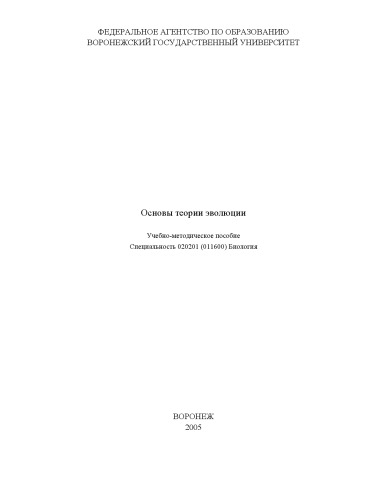 ФЕДЕРАЛЬНОЕ АГЕНТСТВО ПО ОБРАЗОВАНИЮ
ВОРОНЕЖСКИЙ ГОСУДАРСТВЕННЫЙ УНИВЕРСИТЕТ
Основы теории эволюции
Учебно-методическое пособие
Специальность 020201 (011600) Биология
ВОРОНЕЖ
2005